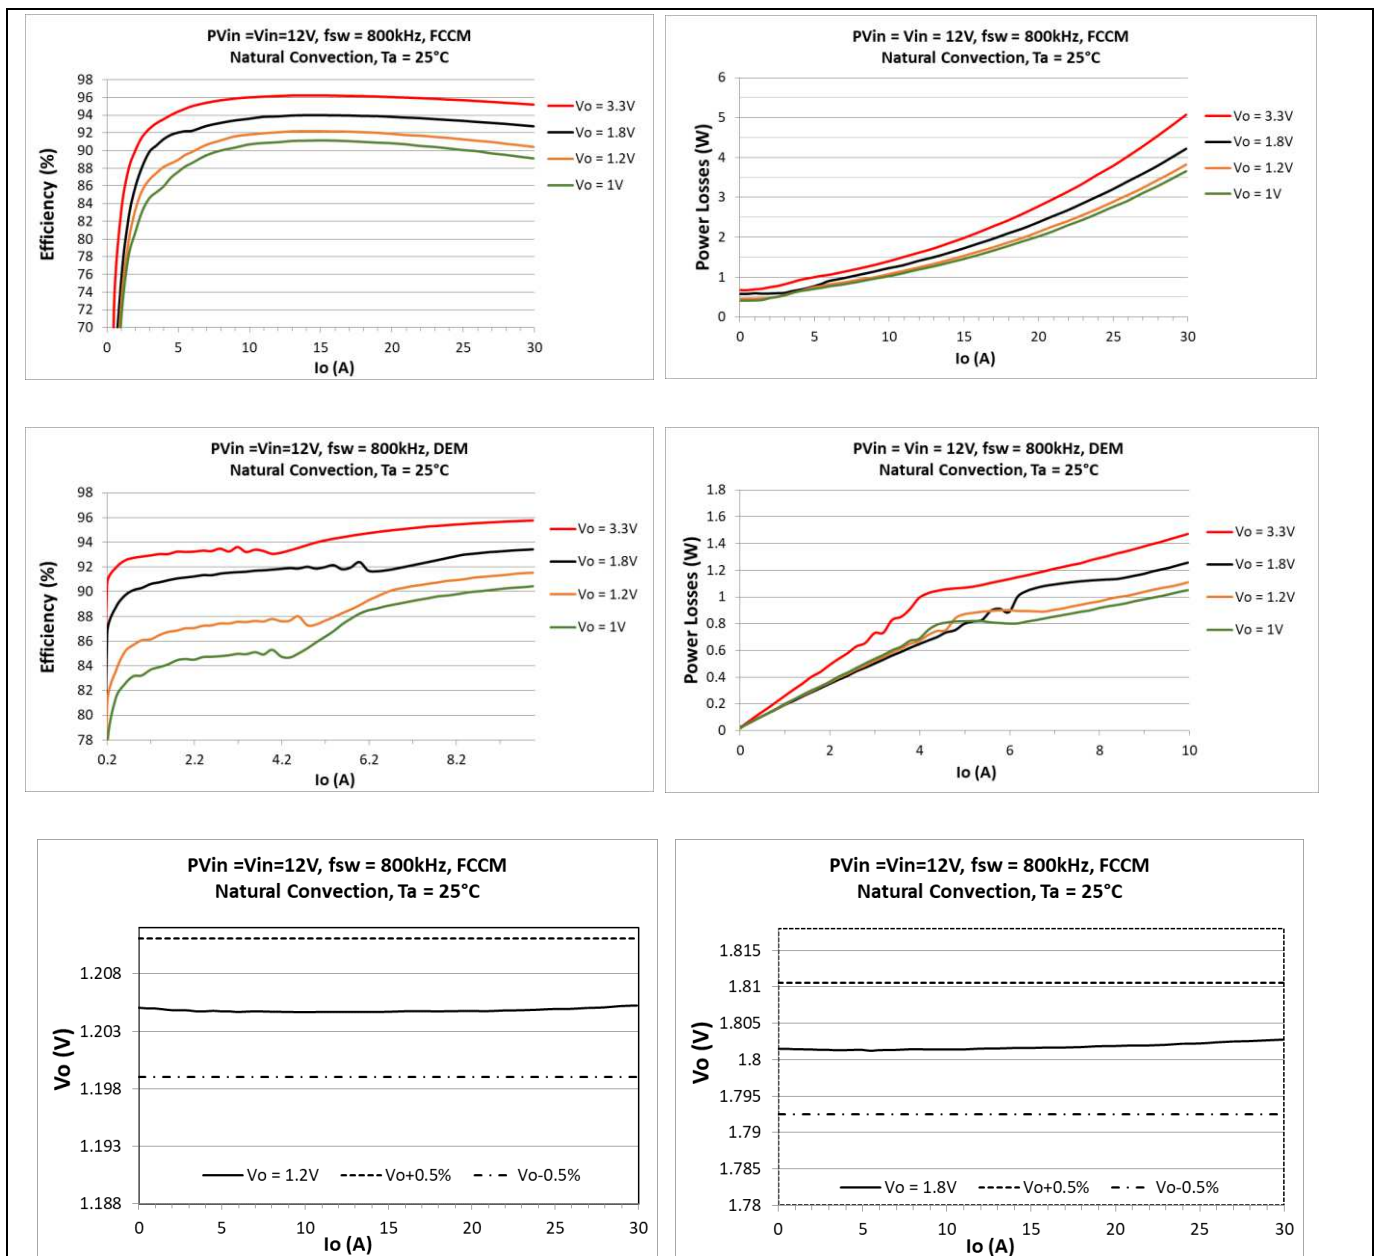 PVin =Vin=12V, fsw = 800kHz, FCCM
Natural Convection, Ta = 25°C
98
96
94
92
90
88
86
84
82
80
78
76
74
72
70
Efficiency (%)
0 5 10 15 20 25 30
Io (A)
Vo = 3.3V
Vo = 1.8V
Vo = 1.2V
Vo = 1V
PVin = Vin = 12V, fsw = 800kHz, FCCM
Natural Convection, Ta = 25°C
6
5
4
3
2
1
0
Power Losses (W)
0 5 10 15 20 25 30
Io (A)
Vo = 3.3V
Vo = 1.8V
Vo = 1.2V
Vo = 1V
PVin =Vin=12V, fsw = 800kHz, DEM
Natural Convection, Ta = 25°C
98
96
94
92
90
88
86
84
82
80
78
Efficiency (%)
0.2 2.2 4.2 6.2 8.2
Io (A)
Vo = 3.3V
Vo = 1.8V
Vo = 1.2V
Vo = 1V
PVin = Vin = 12V, fsw = 800kHz, DEM
Natural Convection, Ta = 25°C
1.8
1.6
1.4
1.2
1
0.8
0.6
0.4
0.2
0
Power Losses (W)
0 2 4 6 8 10
Io (A)
Vo = 3.3V
Vo = 1.8V
Vo = 1.2V
Vo = 1V
PVin =Vin=12V, fsw = 800kHz, FCCM
Natural Convection, Ta = 25°C
1.208
1.203
1.198
1.193
1.188
Vo (V)
Vo = 1.2V Vo+0.5% Vo-0.5%
0 5 10 15 20 25 30
Io (A)
PVin =Vin=12V, fsw = 800kHz, FCCM
Natural Convection, Ta = 25°C
1.815
1.81
1.805
1.8
1.795
1.79
1.785
1.78
Vo (V)
Vo = 1.8V Vo+0.5% Vo-0.5%
0 5 10 15 20 25 30
Io (A)